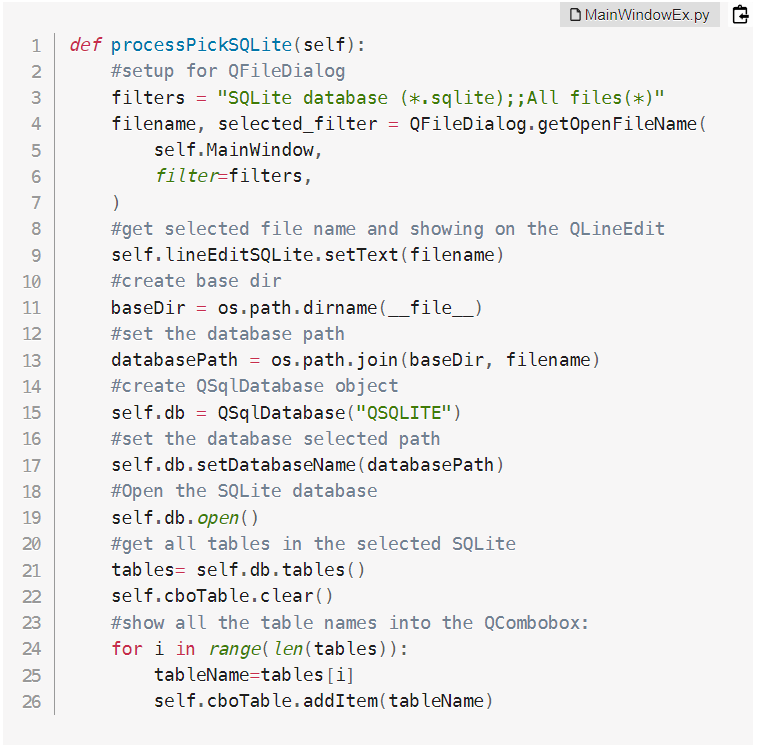 MainWindowEx.py
1 def processPickSQLite(self):
2     #setup for QFileDialog
3     filters = "SQLite database (*.sqlite);;All files(*)"
4     filename, selected_filter = QFileDialog.getOpenFileName(
5         self.MainWindow,
6         filter=filters,
7     )
8     #get selected file name and showing on the QLineEdit
9     self.lineEditSQLite.setText(filename)
10     #create base dir
11     baseDir = os.path.dirname(__file__)
12     #set the database path
13     databasePath = os.path.join(baseDir, filename)
14     #create QSqlDatabase object
15     self.db = QSqlDatabase("QSQLITE")
16     #set the database selected path
17     self.db.setDatabaseName(databasePath)
18     #Open the SQLite database
19     self.db.open()
20     #get all tables in the selected SQLite
21     tables= self.db.tables()
22     self.cboTable.clear()
23     #show all the table names into the QCombobox:
24     for i in range(len(tables)):
25         tableName=tables[i]
26         self.cboTable.addItem(tableName)